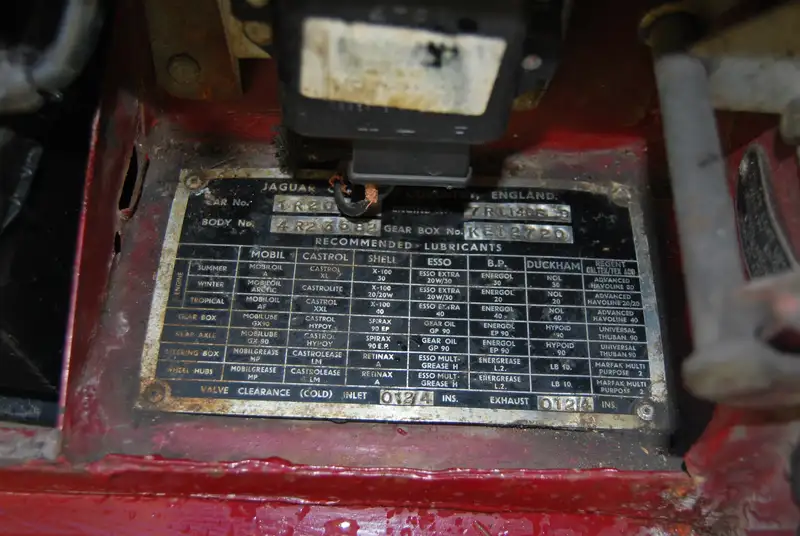 JAGUAR ENGLAND.
CAR No. 1R20
BODY No. 4R23582 GEAR BOX No. KE12720
RECOMMENDED LUBRICANTS
MOBIL CASTROL SHELL ESSO B.P. DUCKHAM REGENT
ENGINE SUMMER MOBILOIL A CASTROL XL X-100 30 ESSO EXTRA 20W/30 ENERGOL 30 NOL 30 ADVANCED HAVOLINE 30
WINTER MOBILOIL ARCTIC CASTROLITE X-100 20/20W ESSO EXTRA 20W/30 ENERGOL 20 NOL 20 ADVANCED HAVOLINE 20/20
TROPICAL MOBILOIL AF CASTROL XXL X-100 40 ESSO EXTRA 40 ENERGOL 40 NOL 40 ADVANCED HAVOLINE 40
GEAR BOX MOBILUBE GX90 CASTROL HYPOY SPIRAX 90 EP GEAR OIL GP 90 ENERGOL EP 90 HYPOID 90 UNIVERSAL THUBAN 90
REAR AXLE MOBILUBE GX 90 CASTROL HYPOY SPIRAX 90 E.P. GEAR OIL GP 90 ENERGOL EP 90 HYPOID 90 UNIVERSAL THUBAN 90
STEERING BOX MOBILGREASE MP CASTROLEASE LM RETINAX A ESSO MULT- GREASE H ENERGREASE L.2. LB 10. MARFAK MULTI PURPOSE 2
WHEEL HUBS MOBILGREASE MP CASTROLEASE LM RETINAX A ESSO MULT- GREASE H ENERGREASE L.2. LB 10. MARFAK MULTI PURPOSE 2
VALVE CLEARANCE (COLD) INLET 012/4 INS. EXHAUST 012/4 INS.